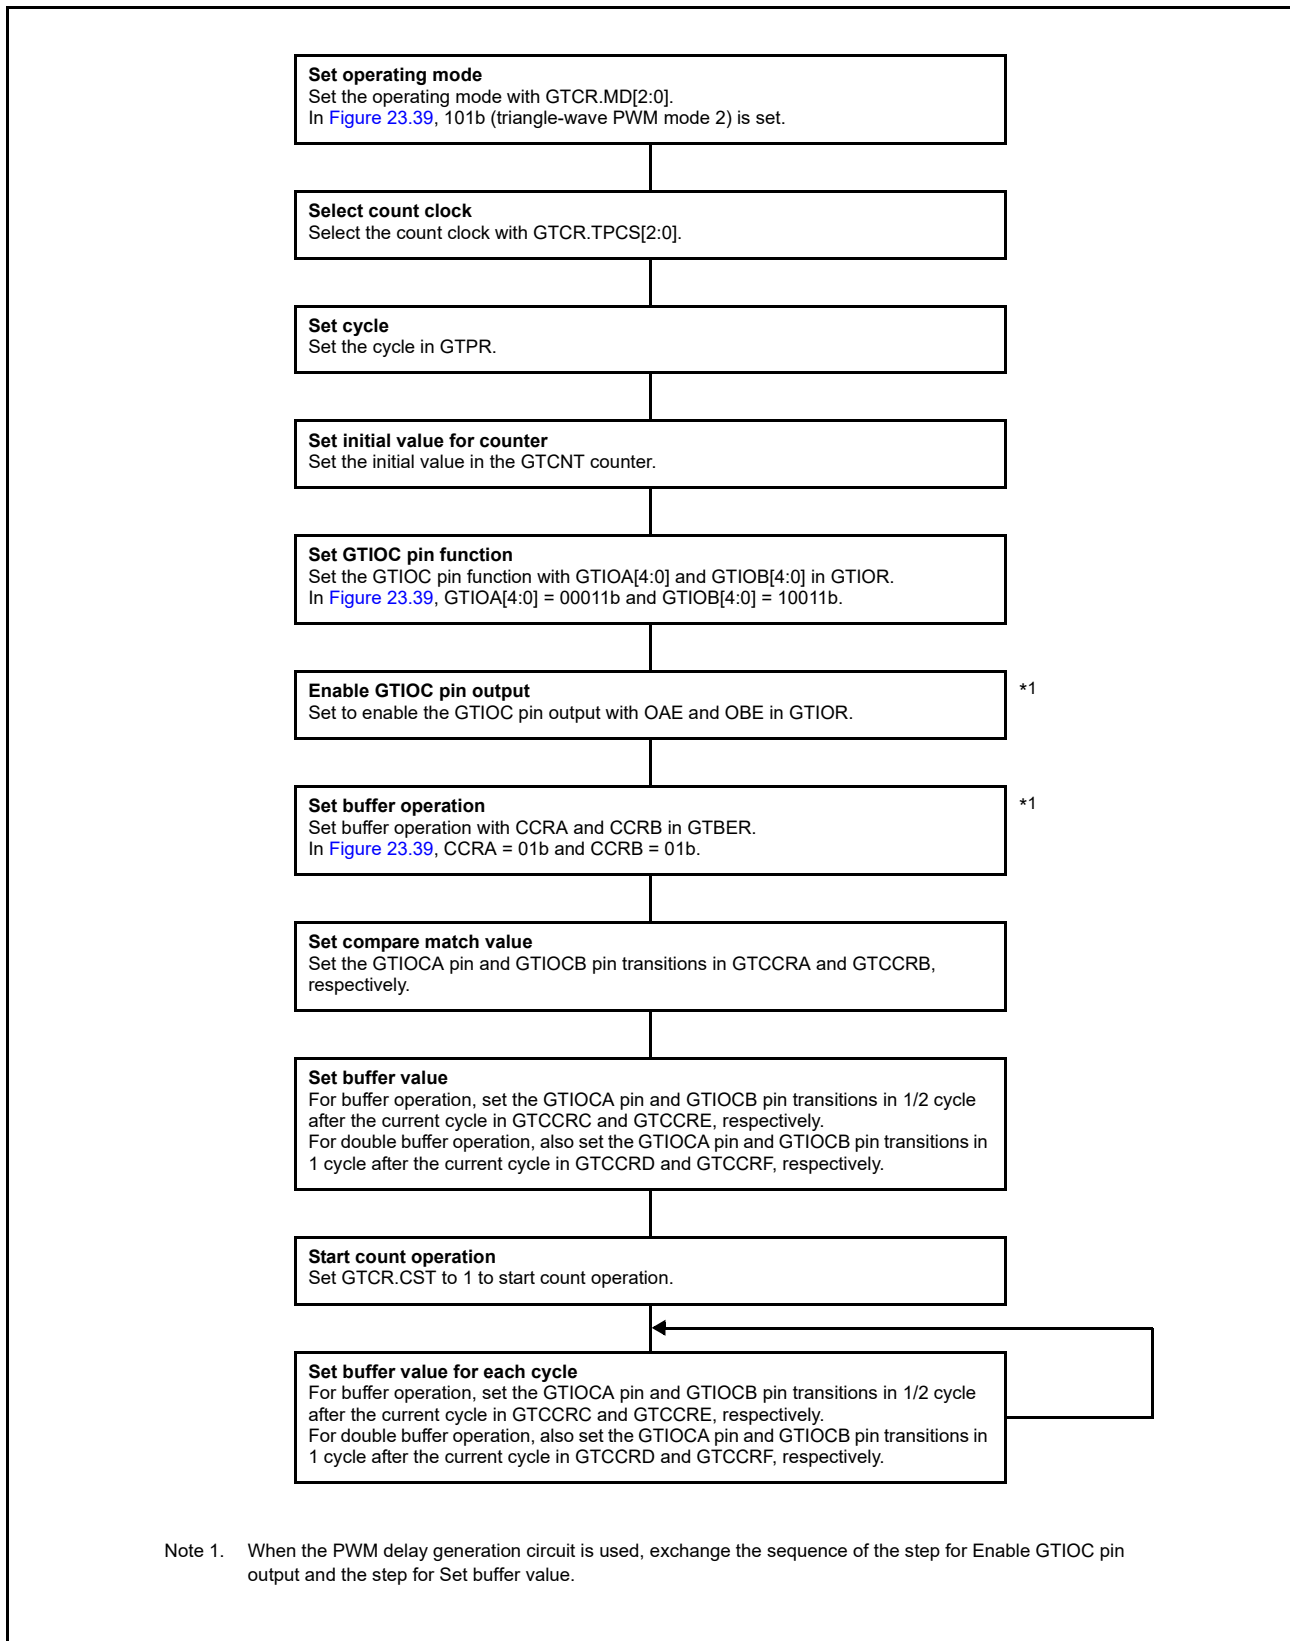 Set operating mode
Set the operating mode with GTCR.MD[2:0].
In Figure 23.39, 101b (triangle-wave PWM mode 2) is set.
Select count clock
Select the count clock with GTCR.TPCS[2:0].
Set cycle
Set the cycle in GTPR.
Set initial value for counter
Set the initial value in the GTCNT counter.
Set GTIOC pin function
Set the GTIOC pin function with GTIOA[4:0] and GTIOB[4:0] in GTIOR.
In Figure 23.39, GTIOA[4:0] = 00011b and GTIOB[4:0] = 10011b.
Enable GTIOC pin output
*1
Set to enable the GTIOC pin output with OAE and OBE in GTIOR.
Set buffer operation
*1
Set buffer operation with CCRA and CCRB in GTBER.
In Figure 23.39, CCRA = 01b and CCRB = 01b.
Set compare match value
Set the GTIOCA pin and GTIOCB pin transitions in GTCCRA and GTCCRB,
respectively.
Set buffer value
For buffer operation, set the GTIOCA pin and GTIOCB pin transitions in 1/2 cycle
after the current cycle in GTCCRC and GTCCRE, respectively.
For double buffer operation, also set the GTIOCA pin and GTIOCB pin transitions in
1 cycle after the current cycle in GTCCRD and GTCCRF, respectively.
Start count operation
Set GTCR.CST to 1 to start count operation.
Set buffer value for each cycle
For buffer operation, set the GTIOCA pin and GTIOCB pin transitions in 1/2 cycle
after the current cycle in GTCCRC and GTCCRE, respectively.
For double buffer operation, also set the GTIOCA pin and GTIOCB pin transitions in
1 cycle after the current cycle in GTCCRD and GTCCRF, respectively.
Note 1. When the PWM delay generation circuit is used, exchange the sequence of the step for Enable GTIOC pin
output and the step for Set buffer value.